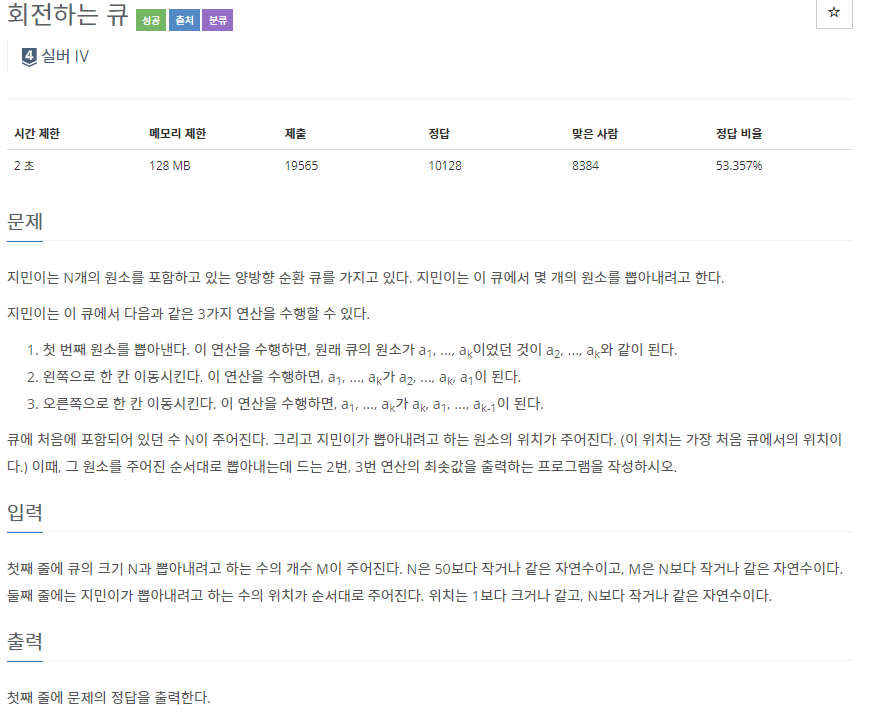 회전하는 큐 성공 출처 분류
☆
4 실버 IV
시간 제한 메모리 제한 제출 정답 맞은 사람 정답 비율
2 초 128 MB 19565 10128 8384 53.357%
문제
지민이는 N개의 원소를 포함하고 있는 양방향 순환 큐를 가지고 있다. 지민이는 이 큐에서 몇 개의 원소를 뽑아내려고 한다.
지민이는 이 큐에서 다음과 같은 3가지 연산을 수행할 수 있다.
1. 첫 번째 원소를 뽑아낸다. 이 연산을 수행하면, 원래 큐의 원소가 a1, ..., ak이었던 것이 a2, ..., ak와 같이 된다.
2. 왼쪽으로 한 칸 이동시킨다. 이 연산을 수행하면, a1, ..., ak가 a2, ..., ak, a1이 된다.
3. 오른쪽으로 한 칸 이동시킨다. 이 연산을 수행하면, a1, ..., ak가 ak, a1, ..., ak-1이 된다.
큐에 처음에 포함되어 있던 수 N이 주어진다. 그리고 지민이가 뽑아내려고 하는 원소의 위치가 주어진다. (이 위치는 가장 처음 큐에서의 위치이
다.) 이때, 그 원소를 주어진 순서대로 뽑아내는데 드는 2번, 3번 연산의 최솟값을 출력하는 프로그램을 작성하시오.
입력
첫째 줄에 큐의 크기 N과 뽑아내려고 하는 수의 개수 M이 주어진다. N은 50보다 작거나 같은 자연수이고, M은 N보다 작거나 같은 자연수이다.
둘째 줄에는 지민이가 뽑아내려고 하는 수의 위치가 순서대로 주어진다. 위치는 1보다 크거나 같고, N보다 작거나 같은 자연수이다.
출력
첫째 줄에 문제의 정답을 출력한다.